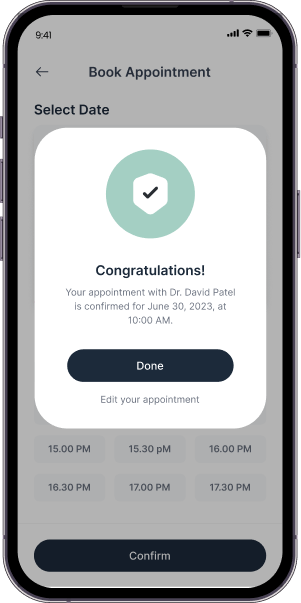 9:41
Book Appointment
Select Date
Congratulations!
Your appointment with Dr. David Patel
is confirmed for June 30, 2023, at
10:00 AM.
Done
Edit your appointment
15.00 PM 15.30 pM 16.00 PM
16.30 PM 17.00 PM 17.30 PM
Confirm